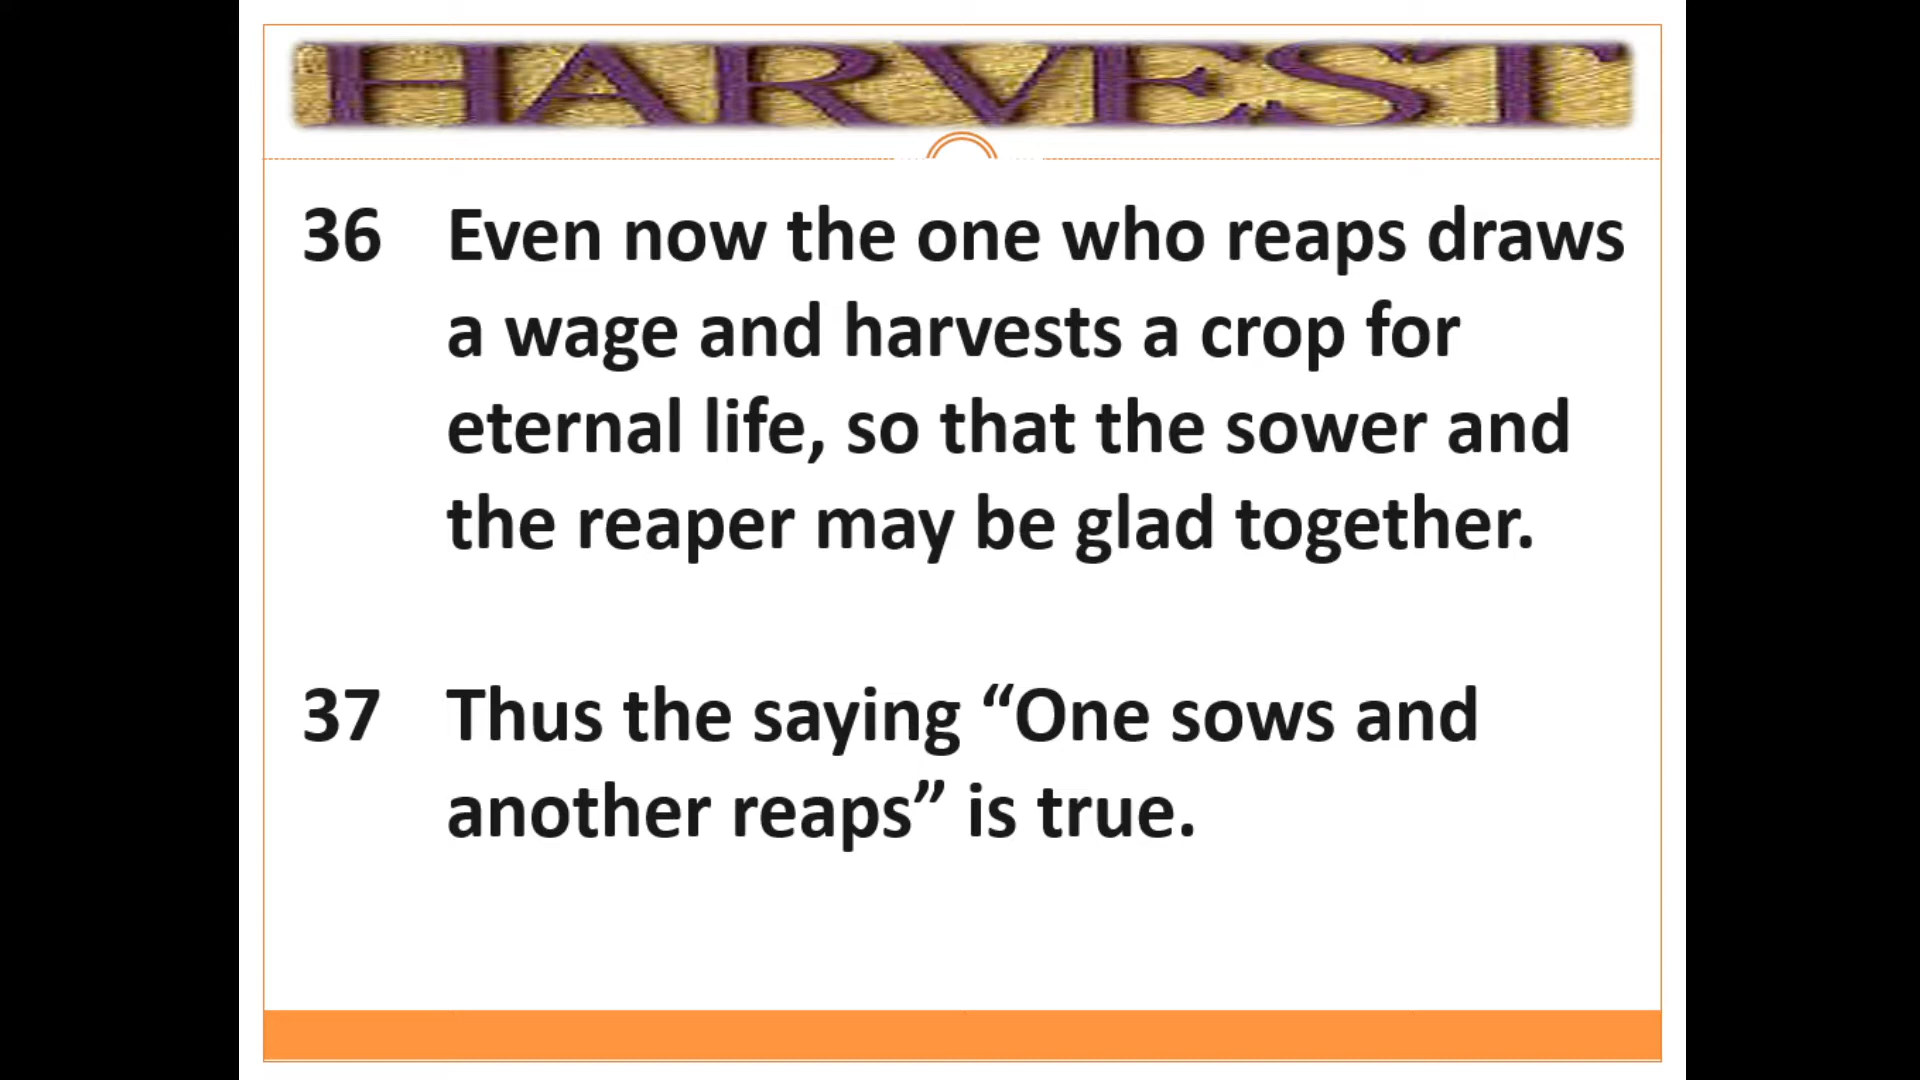 HARVEST
36 Even now the one who reaps draws
a wage and harvests a crop for
eternal life, so that the sower and
the reaper may be glad together.
37 Thus the saying “One sows and
another reaps” is true.